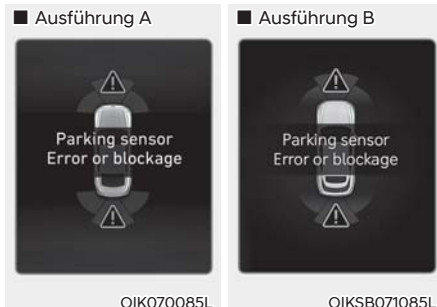 ■ Ausführung A
Parking sensor
Error or blockage
OIK070085L
■ Ausführung B
Parking sensor
Error or blockage
OIKSB071085L